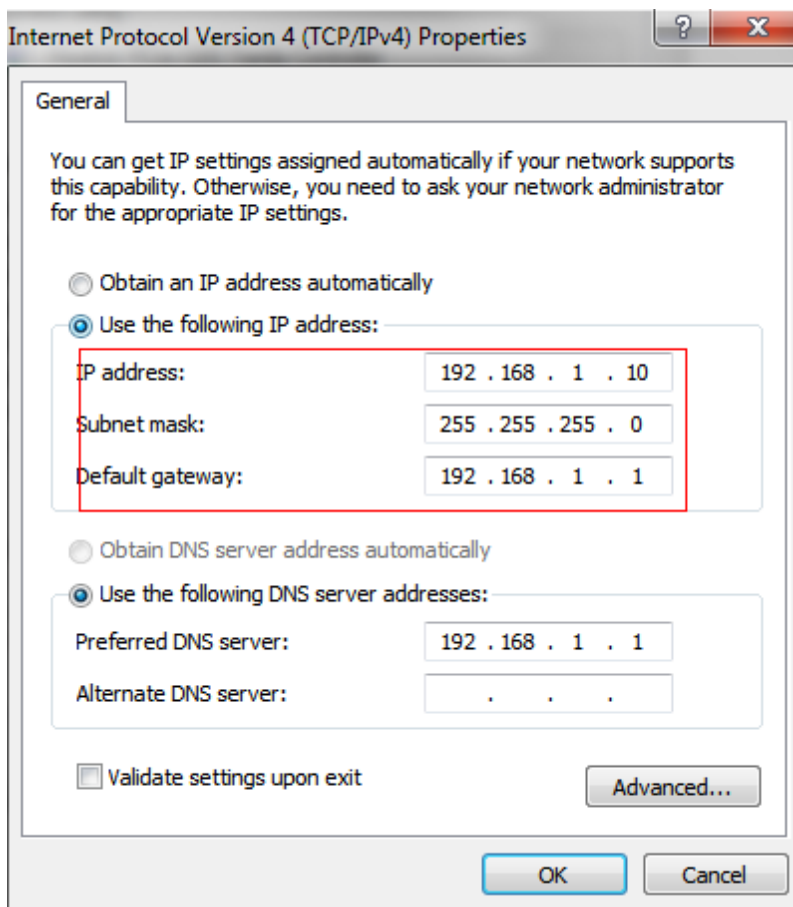 Internet Protocol Version 4 (TCP/IPv4) Properties
General
You can get IP settings assigned automatically if your network supports
this capability. Otherwise, you need to ask your network administrator
for the appropriate IP settings.
Obtain an IP address automatically
Use the following IP address:
IP address: 192 . 168 . 1 . 10
Subnet mask: 255 . 255 . 255 . 0
Default gateway: 192 . 168 . 1 . 1
Obtain DNS server address automatically
Use the following DNS server addresses:
Preferred DNS server: 192 . 168 . 1 . 1
Alternate DNS server: . . .
Validate settings upon exit
Advanced...
OK Cancel